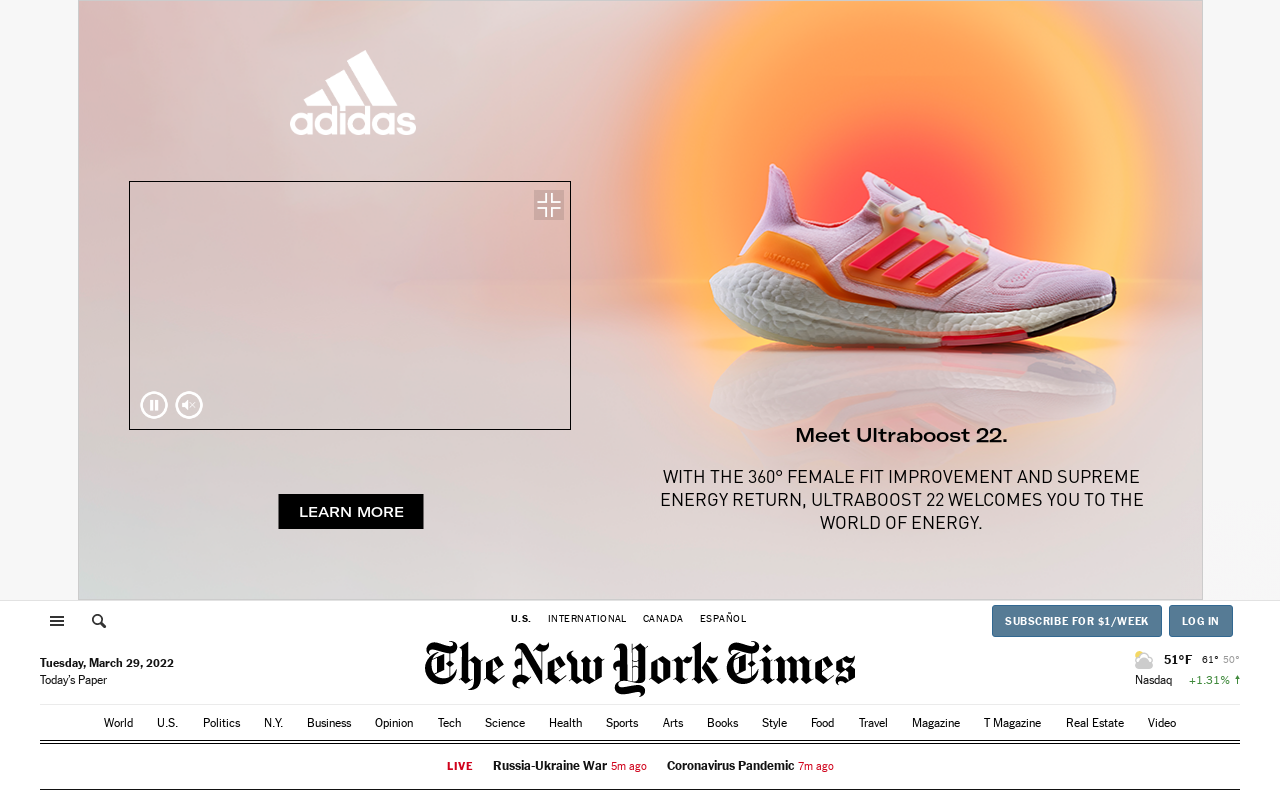 adidas
LEARN MORE
Meet Ultraboost 22.
WITH THE 360° FEMALE FIT IMPROVEMENT AND SUPREME
ENERGY RETURN, ULTRABOOST 22 WELCOMES YOU TO THE
WORLD OF ENERGY.
U.S. INTERNATIONAL CANADA ESPAÑOL
SUBSCRIBE FOR $1/WEEK LOG IN
The New York Times
Tuesday, March 29, 2022
Today's Paper
51°F 61° 50°
Nasdaq +1.31% ↑
World U.S. Politics N.Y. Business Opinion Tech Science Health Sports Arts Books Style Food Travel Magazine T Magazine Real Estate Video
LIVE Russia-Ukraine War 5m ago Coronavirus Pandemic 7m ago